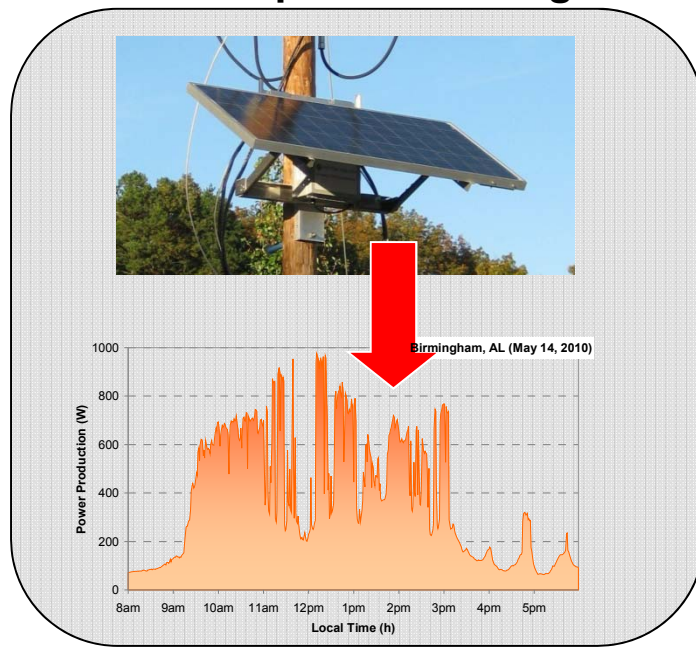 Birmingham, AL (May 14, 2010)
1000
800
600
400
200
0
Power Production (W)
8am 9am 10am 11am 12pm 1pm 2pm 3pm 4pm 5pm
Local Time (h)